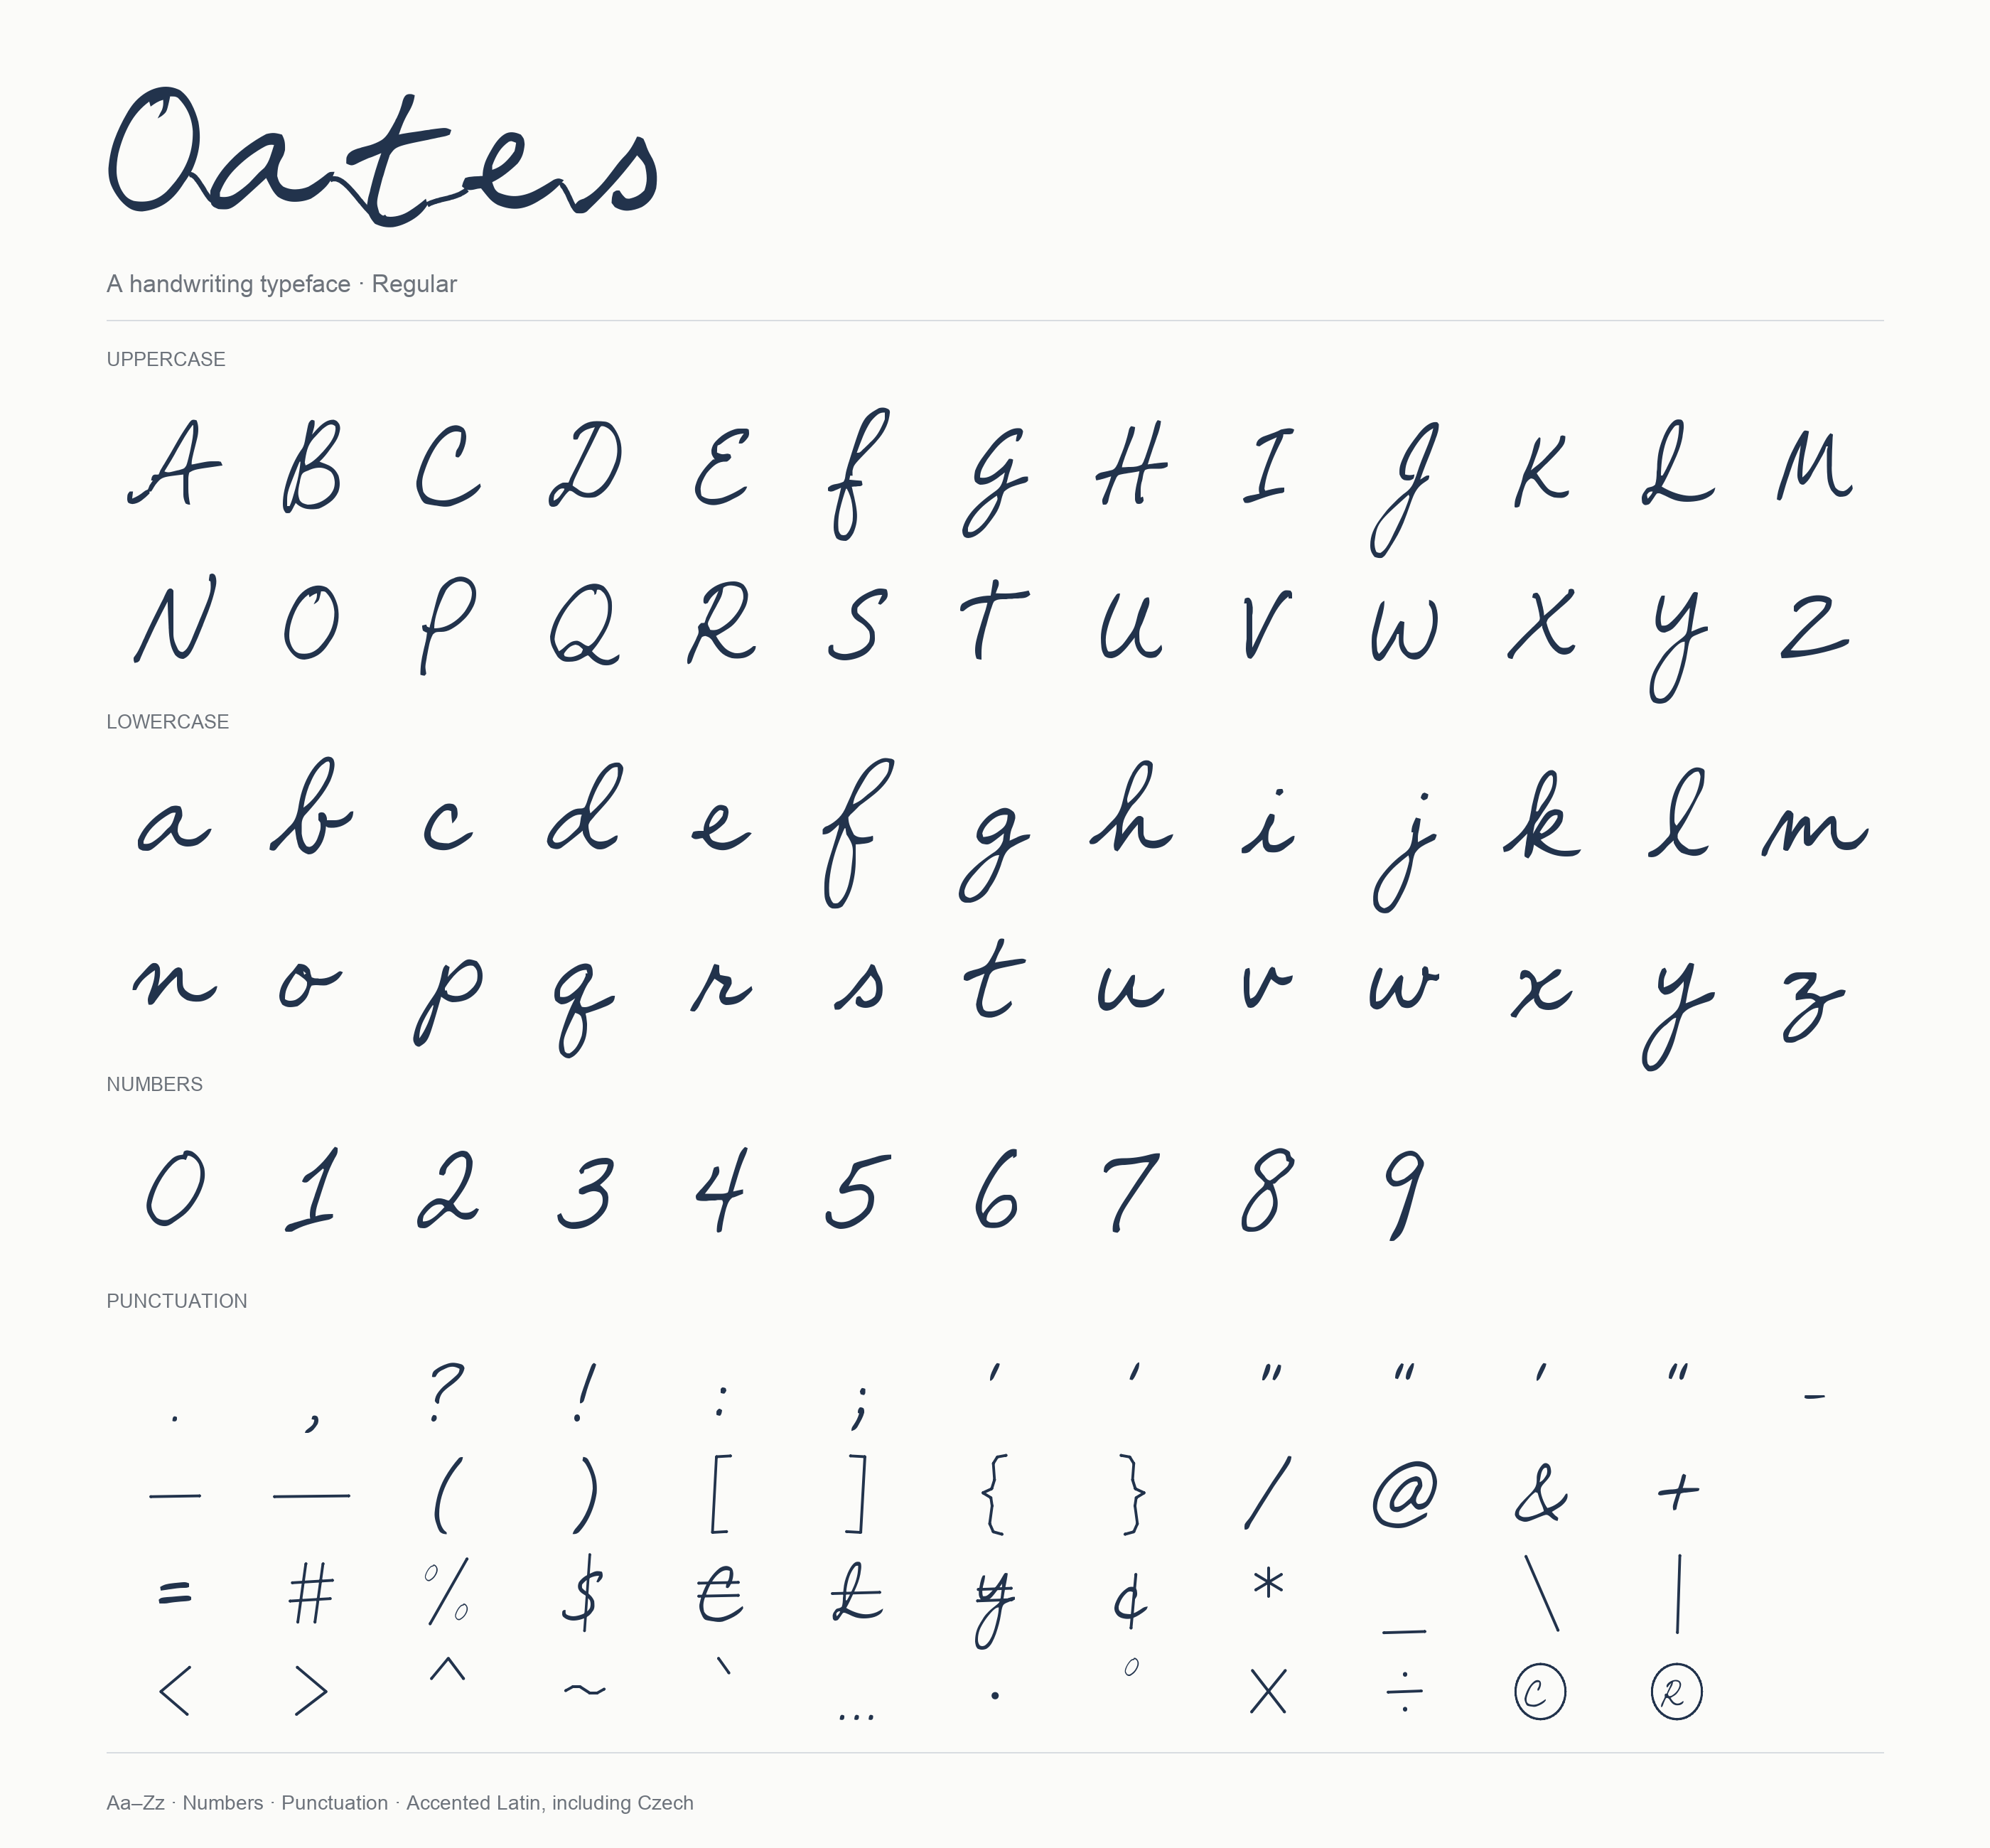 Oates
A handwriting typeface · Regular
UPPERCASE
A B C D E F G H I J K L M
N O P Q R S T U V W X Y Z
LOWERCASE
a b c d e f g h i j k l m
n o p q r s t u v w x y z
NUMBERS
0 1 2 3 4 5 6 7 8 9
PUNCTUATION
. , ? ! : ; ' ' " “ ' “ -
– — ( ) [ ] { } / @ & +
= # % $ € £ ¥ ¢ * _ \ |
< > ^ ~ ` … · ° × ÷ © ®
Aa–Zz · Numbers · Punctuation · Accented Latin, including Czech